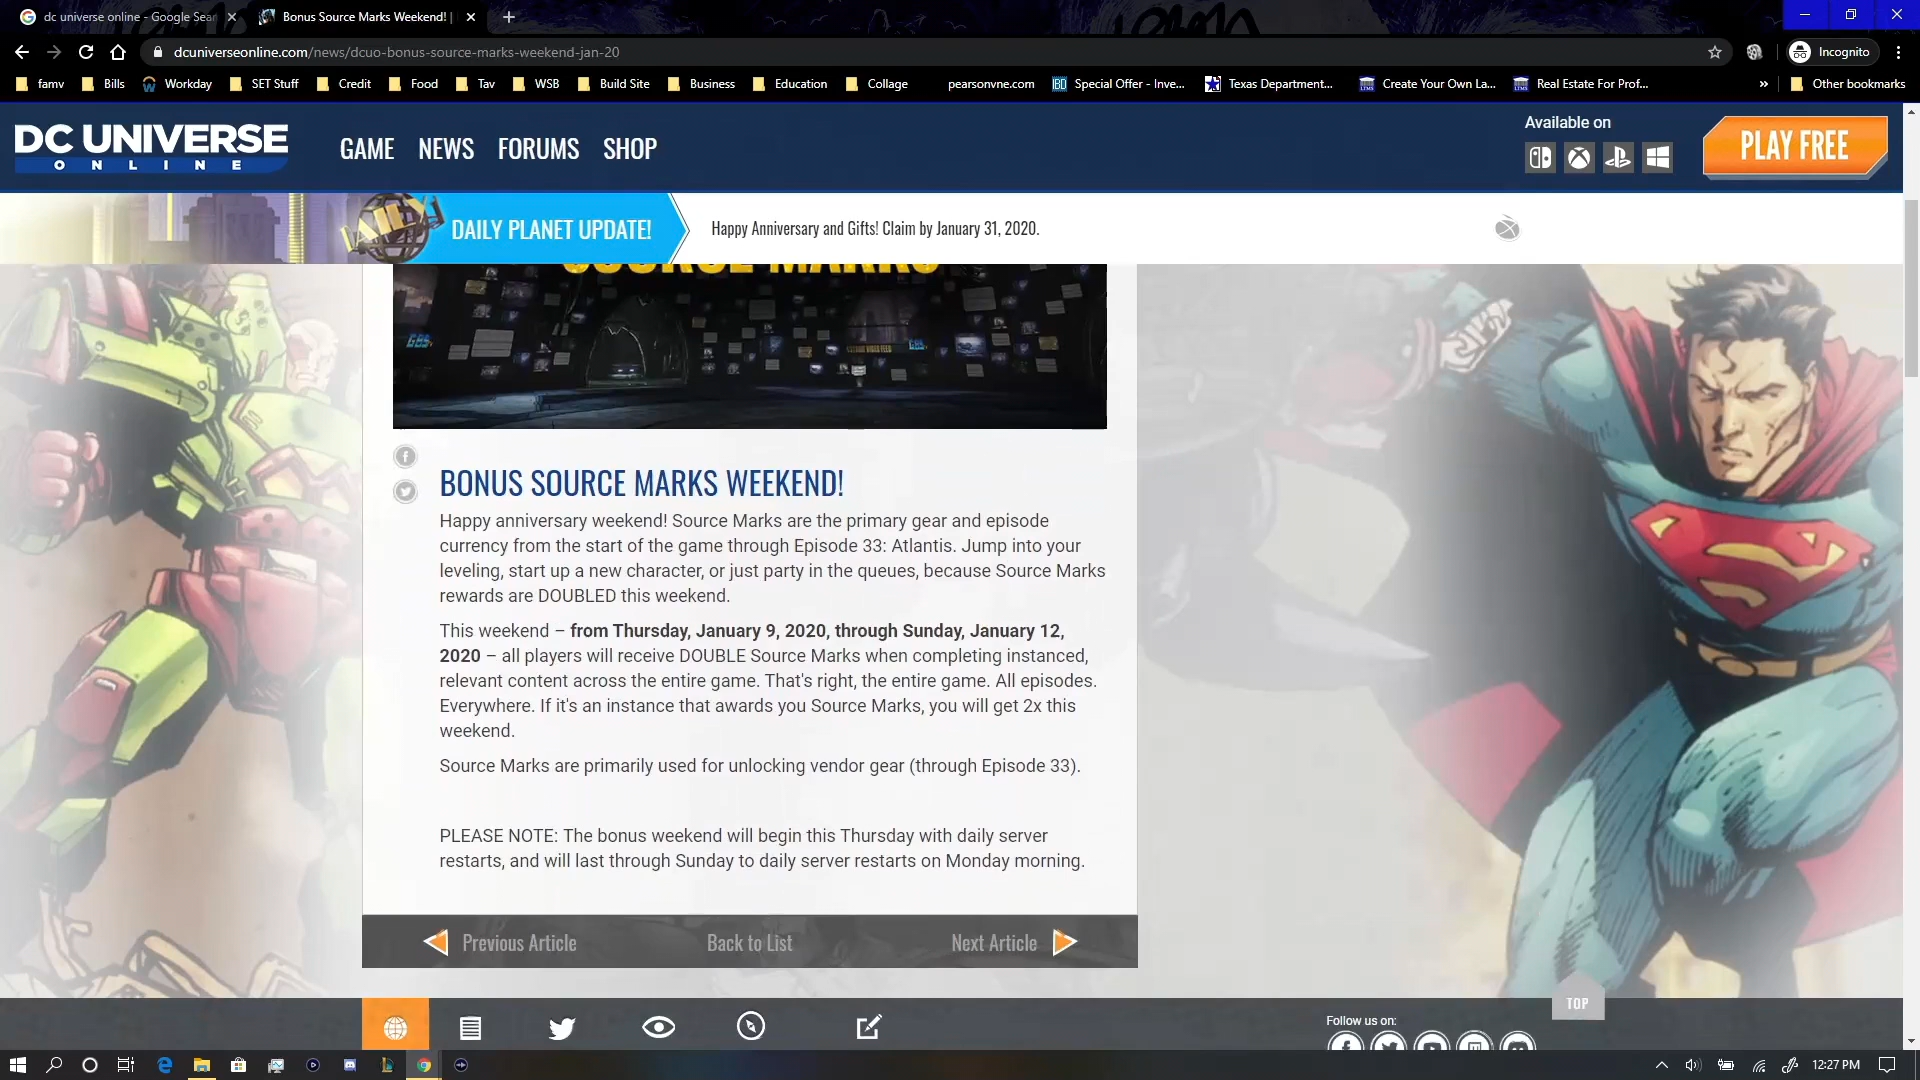 dc universe online - Google Sear
Bonus Source Marks Weekend! |
dcuniverseonline.com/news/dcuo-bonus-source-marks-weekend-jan-20
Incognito
famv Bills Workday SET Stuff Credit Food Tav WSB Build Site Business Education Collage pearsonvne.com Special Offer - Inve... Texas Department... Create Your Own La... Real Estate For Prof... » Other bookmarks
DC UNIVERSE
ONLINE
GAME NEWS FORUMS SHOP
Available on
PLAY FREE
DAILY
DAILY PLANET UPDATE!
Happy Anniversary and Gifts! Claim by January 31, 2020.
SOURCE MARKS
GBS
GBS
BONUS SOURCE MARKS WEEKEND!
Happy anniversary weekend! Source Marks are the primary gear and episode
currency from the start of the game through Episode 33: Atlantis. Jump into your
leveling, start up a new character, or just party in the queues, because Source Marks
rewards are DOUBLED this weekend.
This weekend – from Thursday, January 9, 2020, through Sunday, January 12,
2020 – all players will receive DOUBLE Source Marks when completing instanced,
relevant content across the entire game. That's right, the entire game. All episodes.
Everywhere. If it's an instance that awards you Source Marks, you will get 2x this
weekend.
Source Marks are primarily used for unlocking vendor gear (through Episode 33).
PLEASE NOTE: The bonus weekend will begin this Thursday with daily server
restarts, and will last through Sunday to daily server restarts on Monday morning.
Previous Article
Back to List
Next Article
TOP
Follow us on:
12:27 PM